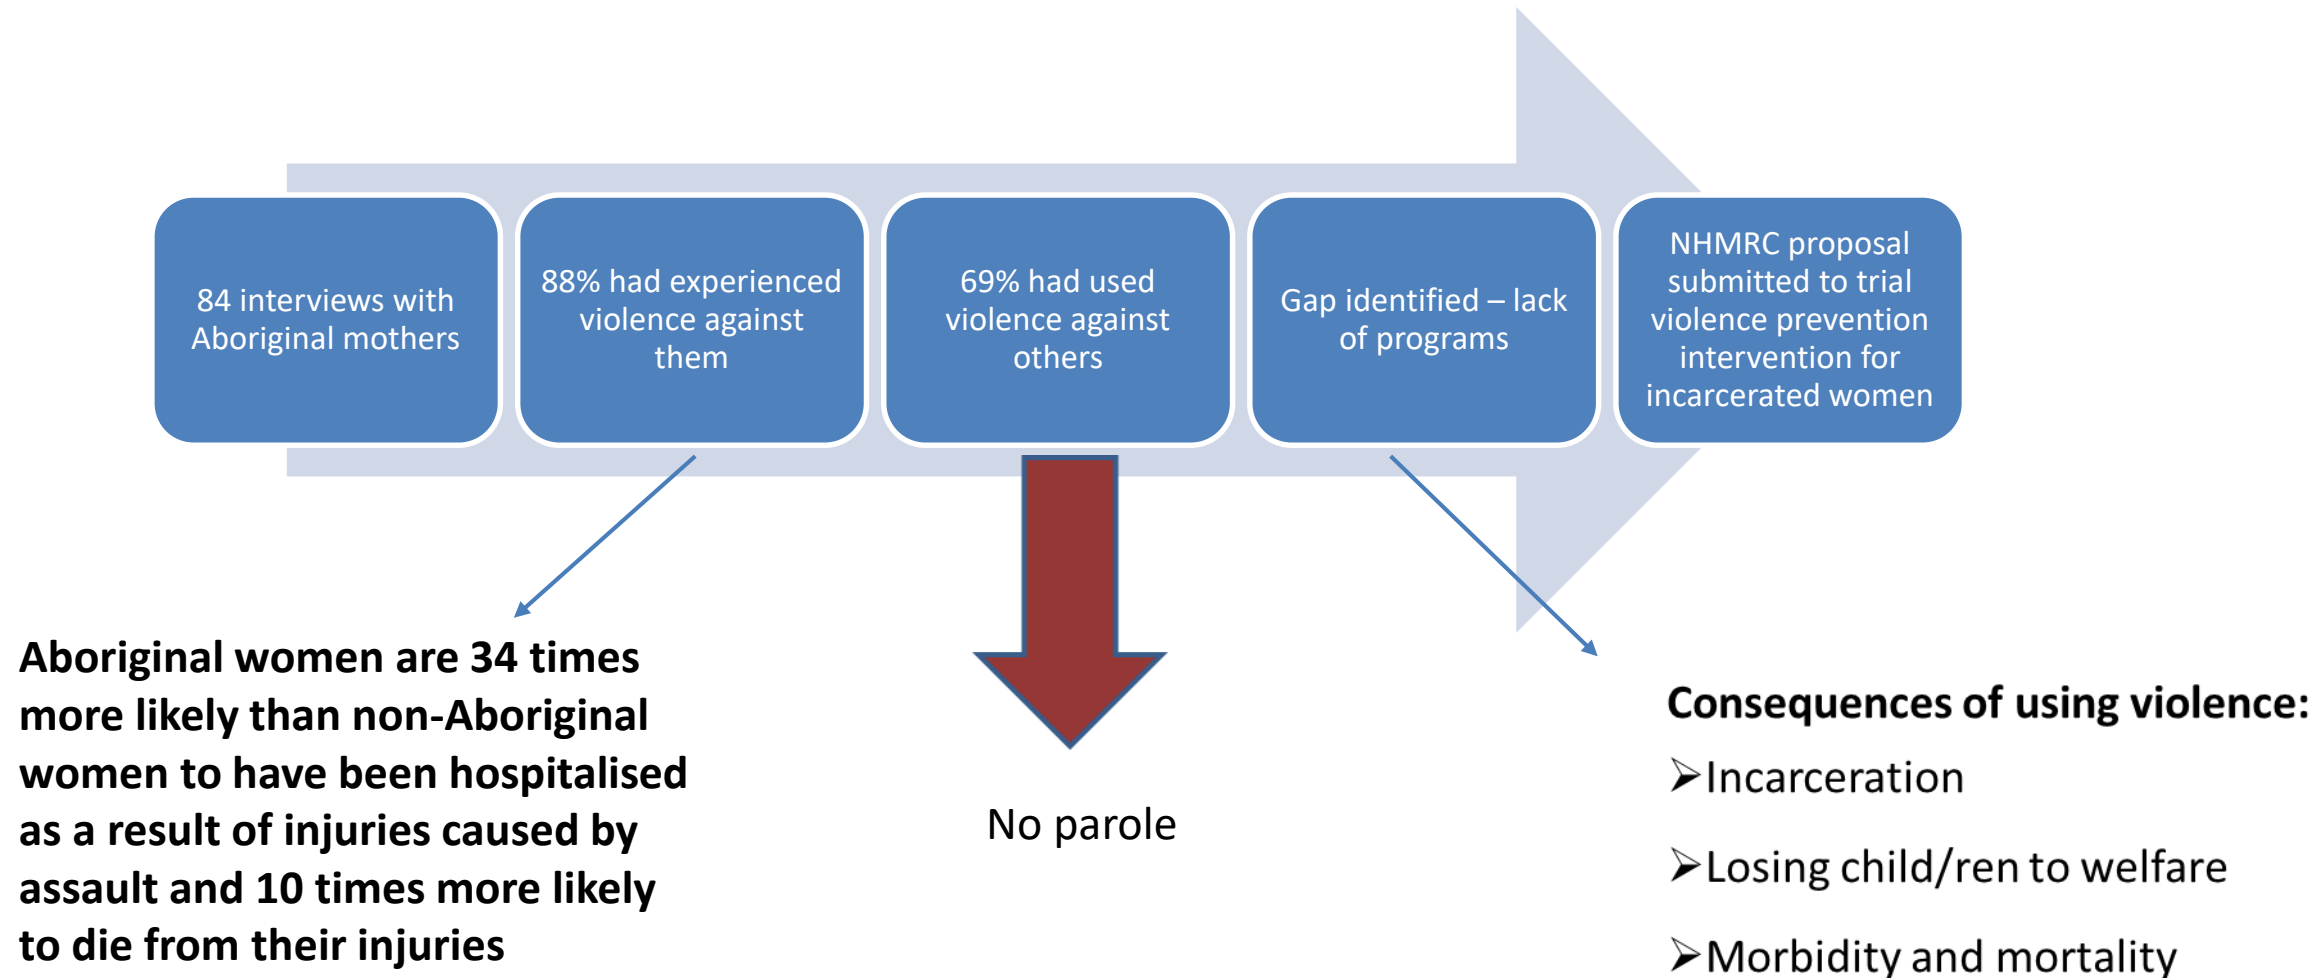 84 interviews with
Aboriginal mothers
88% had experienced
violence against
them
69% had used
violence against
others
Gap identified – lack
of programs
NHMRC proposal
submitted to trial
violence prevention
intervention for
incarcerated women
Aboriginal women are 34 times
more likely than non-Aboriginal
women to have been hospitalised
as a result of injuries caused by
assault and 10 times more likely
to die from their injuries
No parole
Consequences of using violence:
➢Incarceration
➢Losing child/ren to welfare
➢Morbidity and mortality